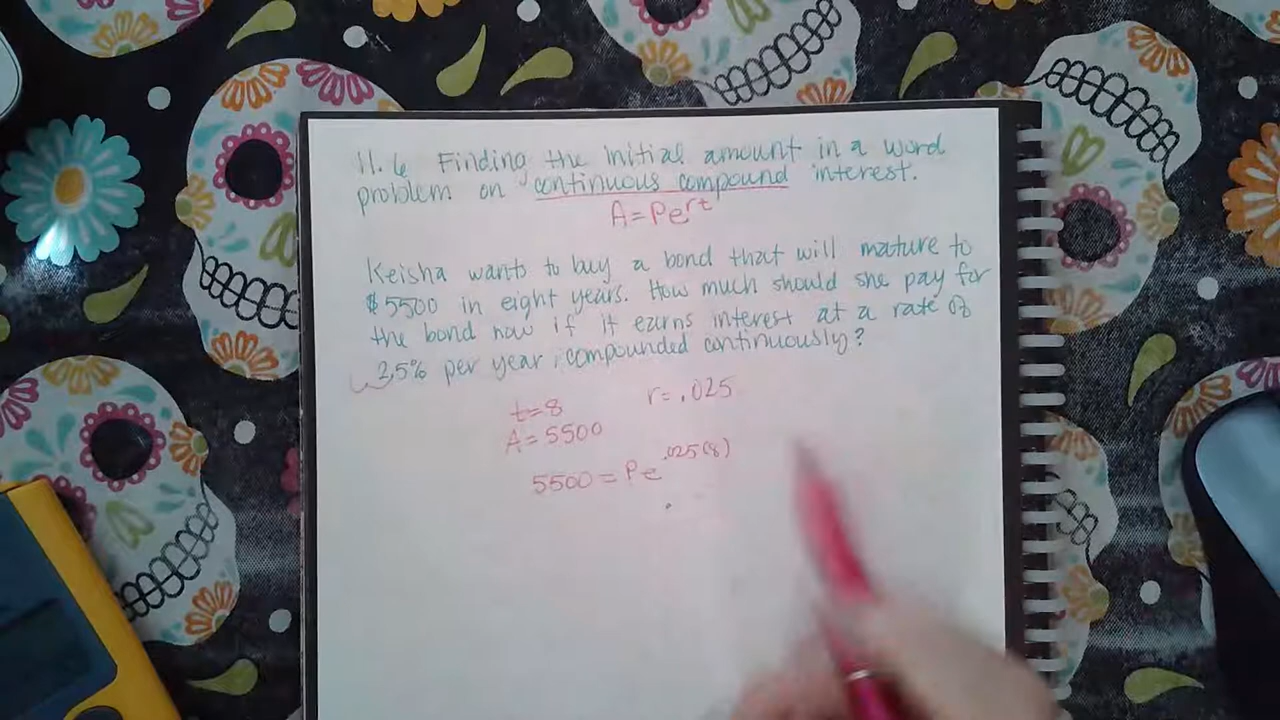 11.6 Finding the initial amount in a word
problem on continuous compound interest.
A=Pe^rt
Keisha wants to buy a bond that will mature to
$5500 in eight years. How much should she pay for
the bond now if it earns interest at a rate of
2.5% per year, compounded continuously?
t=8 r=.025
A=5500
5500=Pe^.025(8)